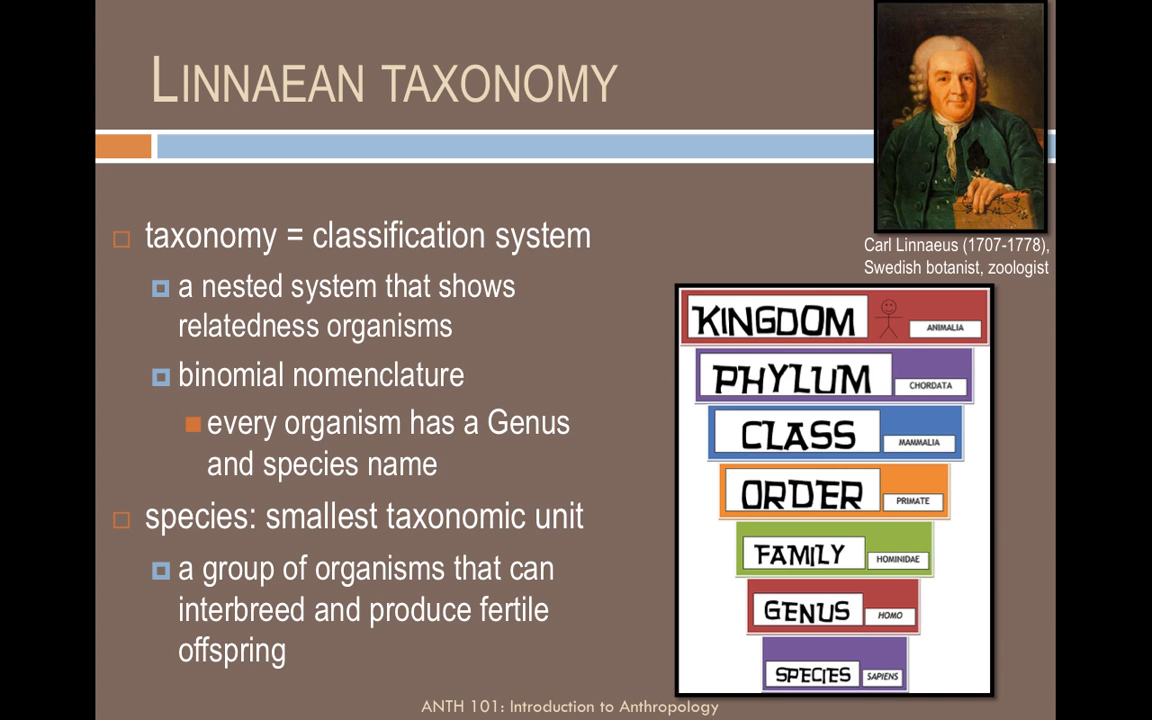 LINNAEAN TAXONOMY
Carl Linnaeus (1707-1778),
Swedish botanist, zoologist
taxonomy = classification system
a nested system that shows
relatedness organisms
binomial nomenclature
every organism has a Genus
and species name
species: smallest taxonomic unit
a group of organisms that can
interbreed and produce fertile
offspring
KINGDOM ANIMALIA
PHYLUM CHORDATA
CLASS MAMMALIA
ORDER PRIMATE
FAMILY HOMINIDAE
GENUS HOMO
SPECIES SAPIENS
ANTH 101: Introduction to Anthropology